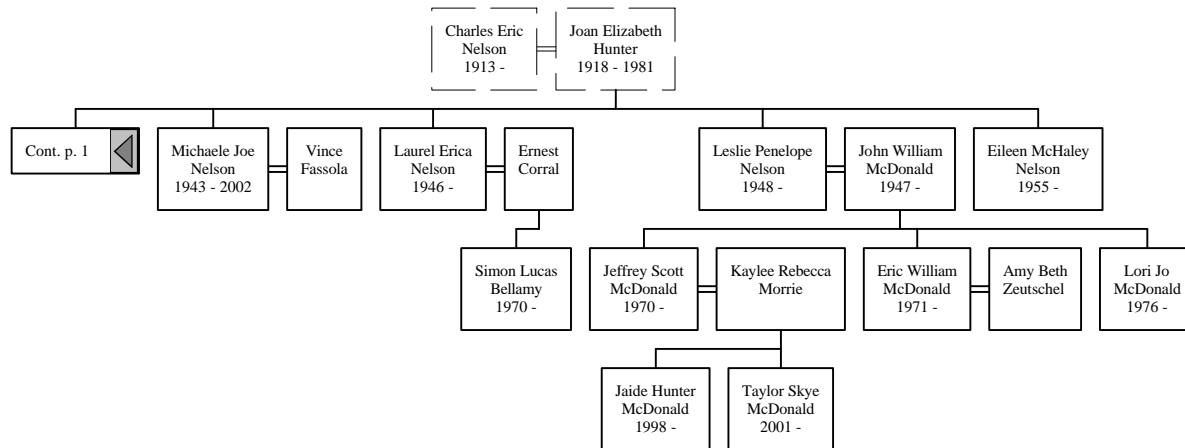 Charles Eric
Nelson
1913 -
Joan Elizabeth
Hunter
1918 - 1981
Cont. p. 1
Michaele Joe
Nelson
1943 - 2002
Vince
Fassola
Laurel Erica
Nelson
1946 -
Ernest
Corral
Leslie Penelope
Nelson
1948 -
John William
McDonald
1947 -
Eileen McHaley
Nelson
1955 -
Simon Lucas
Bellamy
1970 -
Jeffrey Scott
McDonald
1970 -
Kaylee Rebecca
Morrie
Eric William
McDonald
1971 -
Amy Beth
Zeutschel
Lori Jo
McDonald
1976 -
Jaide Hunter
McDonald
1998 -
Taylor Skye
McDonald
2001 -